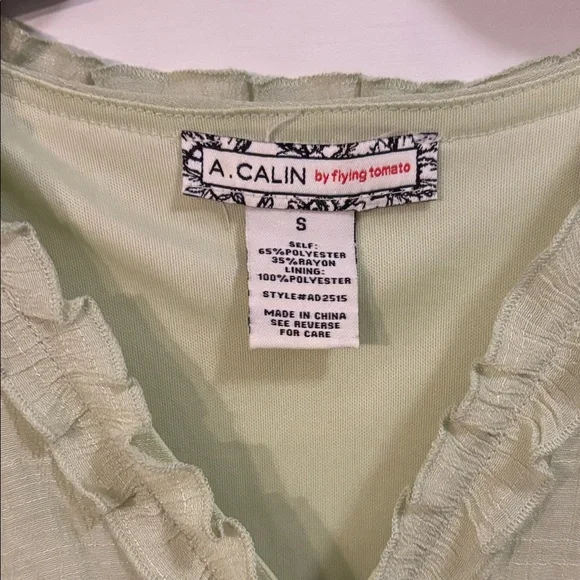 A.CALIN by flying tomato
S
SELF:
65%POLYESTER
35%RAYON
LINING:
100%POLYESTER
STYLE#AD2515
MADE IN CHINA
SEE REVERSE
FOR CARE